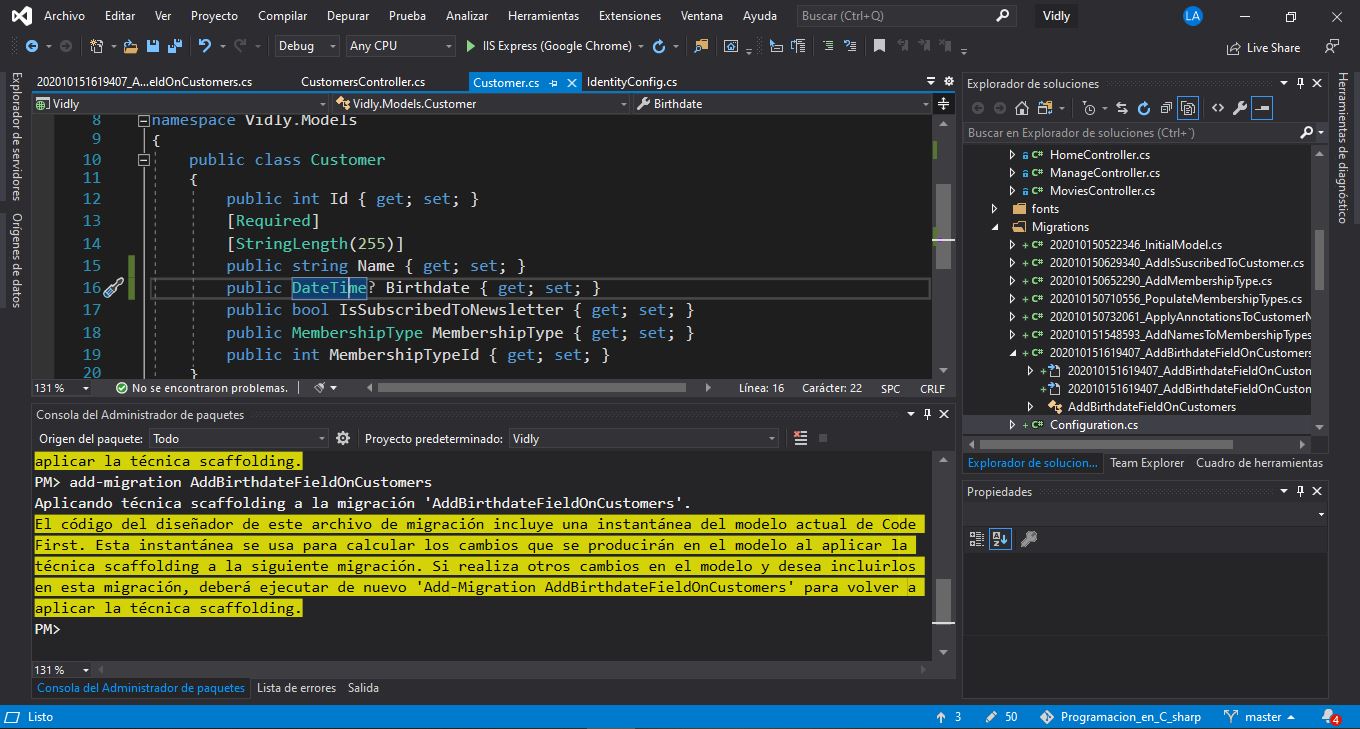 Archivo Editar Ver Proyecto Compilar Depurar Prueba Analizar Herramientas Extensiones Ventana Ayuda Buscar (Ctrl+Q) Vidly LA
Debug Any CPU IIS Express (Google Chrome) Live Share
Explorador de servidores
Orígenes de datos
202010151619407_A...eldOnCustomers.cs CustomersController.cs Customer.cs IdentityConfig.cs
Vidly Vidly.Models.Customer Birthdate
8 namespace Vidly.Models
9 {
10 public class Customer
11 {
12 public int Id { get; set; }
13 [Required]
14 [StringLength(255)]
15 public string Name { get; set; }
16 public DateTime? Birthdate { get; set; }
17 public bool IsSubscribedToNewsletter { get; set; }
18 public MembershipType MembershipType { get; set; }
19 public int MembershipTypeId { get; set; }
20 }
131 % No se encontraron problemas. Línea: 16 Carácter: 22 SPC CRLF
Consola del Administrador de paquetes
Origen del paquete: Todo Proyecto predeterminado: Vidly
aplicar la técnica scaffolding.
PM> add-migration AddBirthdateFieldOnCustomers
Aplicando técnica scaffolding a la migración 'AddBirthdateFieldOnCustomers'.
El código del diseñador de este archivo de migración incluye una instantánea del modelo actual de Code
First. Esta instantánea se usa para calcular los cambios que se producirán en el modelo al aplicar la
técnica scaffolding a la siguiente migración. Si realiza otros cambios en el modelo y desea incluirlos
en esta migración, deberá ejecutar de nuevo 'Add-Migration AddBirthdateFieldOnCustomers' para volver a
aplicar la técnica scaffolding.
PM>
131 %
Consola del Administrador de paquetes Lista de errores Salida
Explorador de soluciones
Buscar en Explorador de soluciones (Ctrl+`)
C# HomeController.cs
C# ManageController.cs
C# MoviesController.cs
fonts
Migrations
C# 202010150522346_InitialModel.cs
C# 202010150629340_AddIsSuscribedToCustomer.cs
C# 202010150652290_AddMembershipType.cs
C# 202010150710556_PopulateMembershipTypes.cs
C# 202010150732061_ApplyAnnotationsToCustomerN
C# 202010151548593_AddNamesToMembershipTypes
C# 202010151619407_AddBirthdateFieldOnCustomers
202010151619407_AddBirthdateFieldOnCustom
202010151619407_AddBirthdateFieldOnCustom
AddBirthdateFieldOnCustomers
C# Configuration.cs
Explorador de solucion... Team Explorer Cuadro de herramientas
Propiedades
Herramientas de diagnóstico
Listo 3 50 Programacion_en_C_sharp master 4